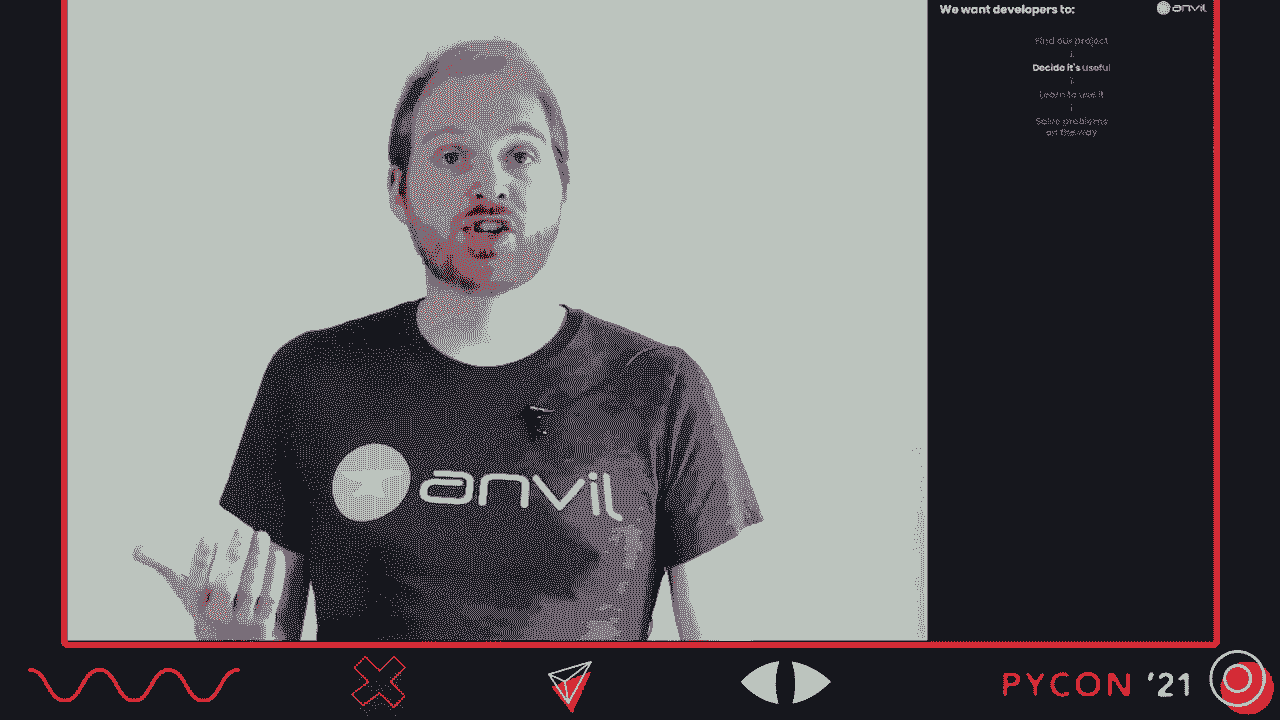 We want developers to:
anvil
Find our project
Decide it's useful
Learn to use it
Solve problems
on the way
anvil
PYCON '21